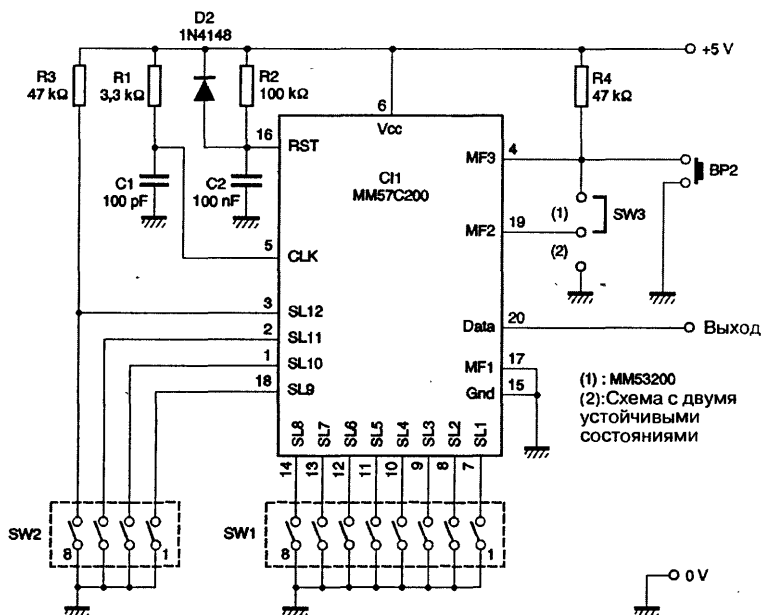 D2
1N4148
+5 V
R3
47 kΩ
R1
3,3 kΩ
R2
100 kΩ
R4
47 kΩ
6
Vcc
16
RST
MF3
4
BP2
C1
100 pF
C2
100 nF
CI1
MM57C200
(1)
SW3
MF2
19
(2)
5
CLK
3
SL12
Data
20
Выход
2
SL11
1
SL10
MF1
17
18
SL9
Gnd
15
(1) : MM53200
(2):Схема с двумя
устойчивыми
состояниями
SL8
SL7
SL6
SL5
SL4
SL3
SL2
SL1
14
13
12
11
10
9
8
7
SW2
8
1
SW1
8
1
0 V